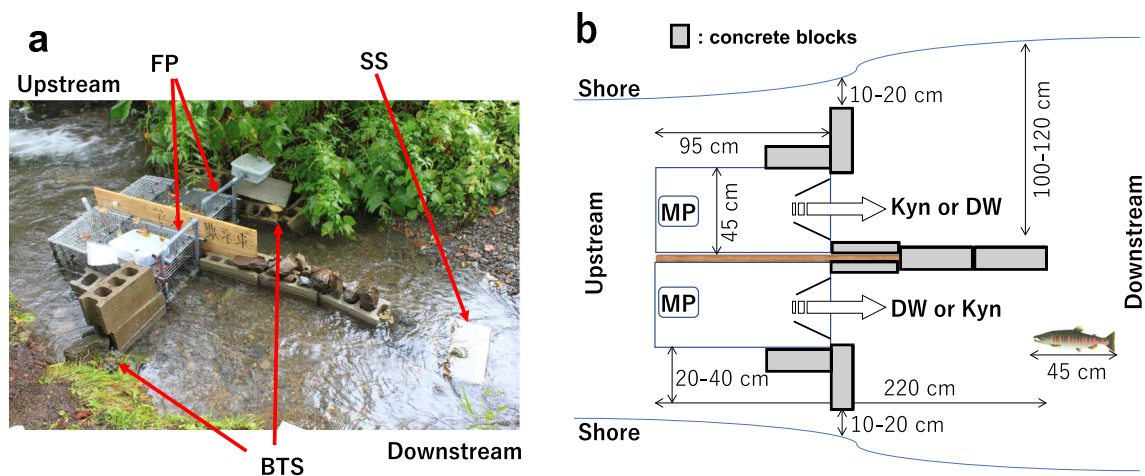 a
Upstream
FP
SS
BTS
Downstream
b
: concrete blocks
Shore
10-20 cm
95 cm
100-120 cm
Upstream
MP
45 cm
Kyn or DW
Downstream
MP
DW or Kyn
45 cm
20-40 cm
220 cm
10-20 cm
Shore